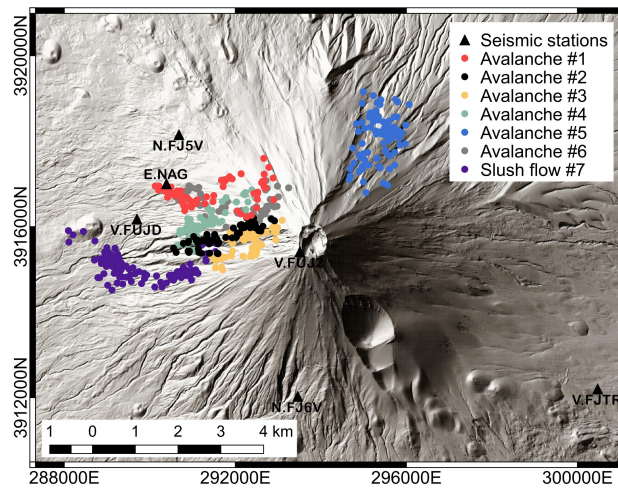 3920000N
3916000N
3912000N
Seismic stations
Avalanche #1
Avalanche #2
Avalanche #3
Avalanche #4
Avalanche #5
Avalanche #6
Slush flow #7
N.FJ5V
E.NAG
V.FUJD
V.FUJ2
N.FJ6V
V.FJTR
1 0 1 2 3 4 km
288000E 292000E 296000E 300000E